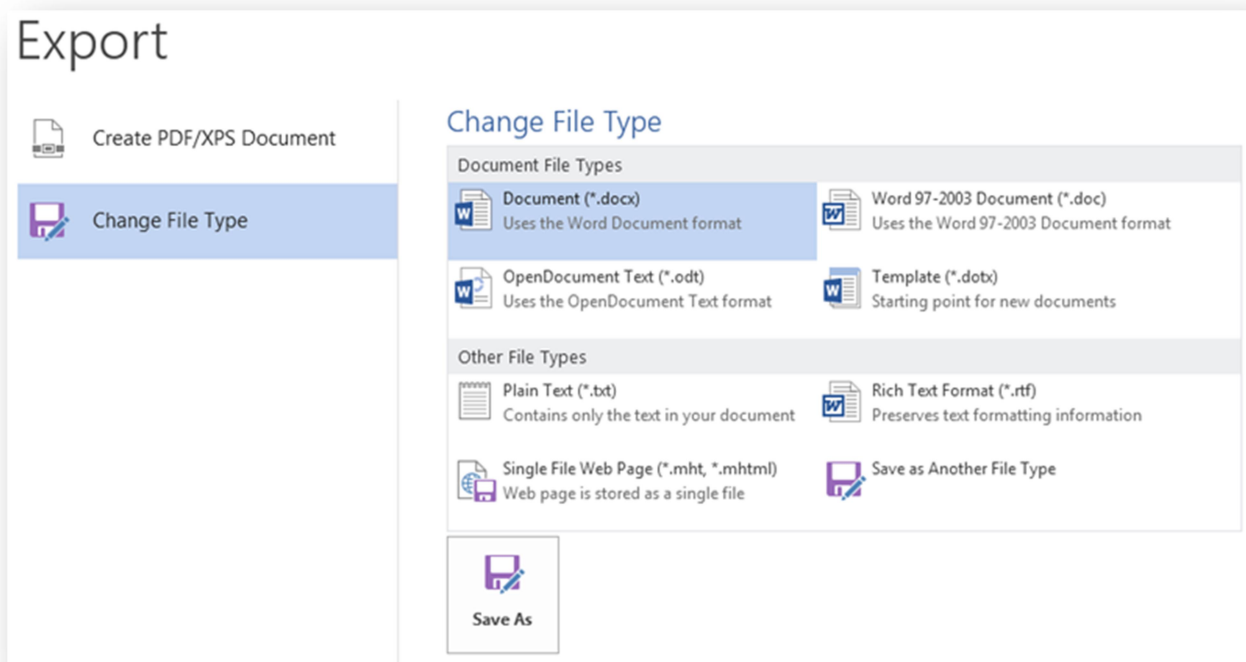 Export
Create PDF/XPS Document
Change File Type
Change File Type
Document File Types
Document (*.docx)
Uses the Word Document format
Word 97-2003 Document (*.doc)
Uses the Word 97-2003 Document format
OpenDocument Text (*.odt)
Uses the OpenDocument Text format
Template (*.dotx)
Starting point for new documents
Other File Types
Plain Text (*.txt)
Contains only the text in your document
Rich Text Format (*.rtf)
Preserves text formatting information
Single File Web Page (*.mht, *.mhtml)
Web page is stored as a single file
Save as Another File Type
Save As